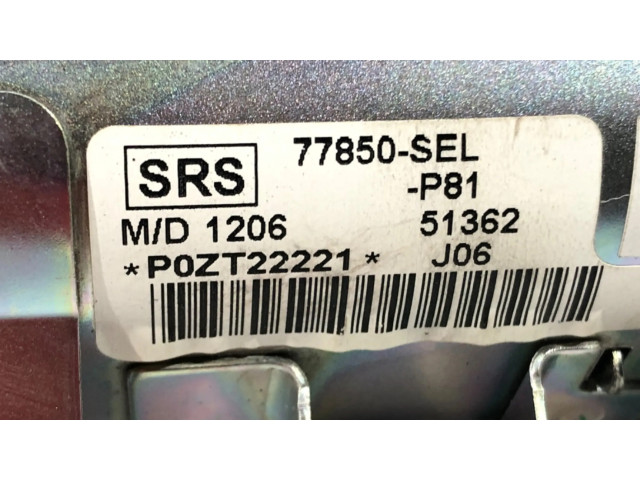 SRS 77850-SEL
-P81
M/D 1206 51362
*P0ZT22221* J06